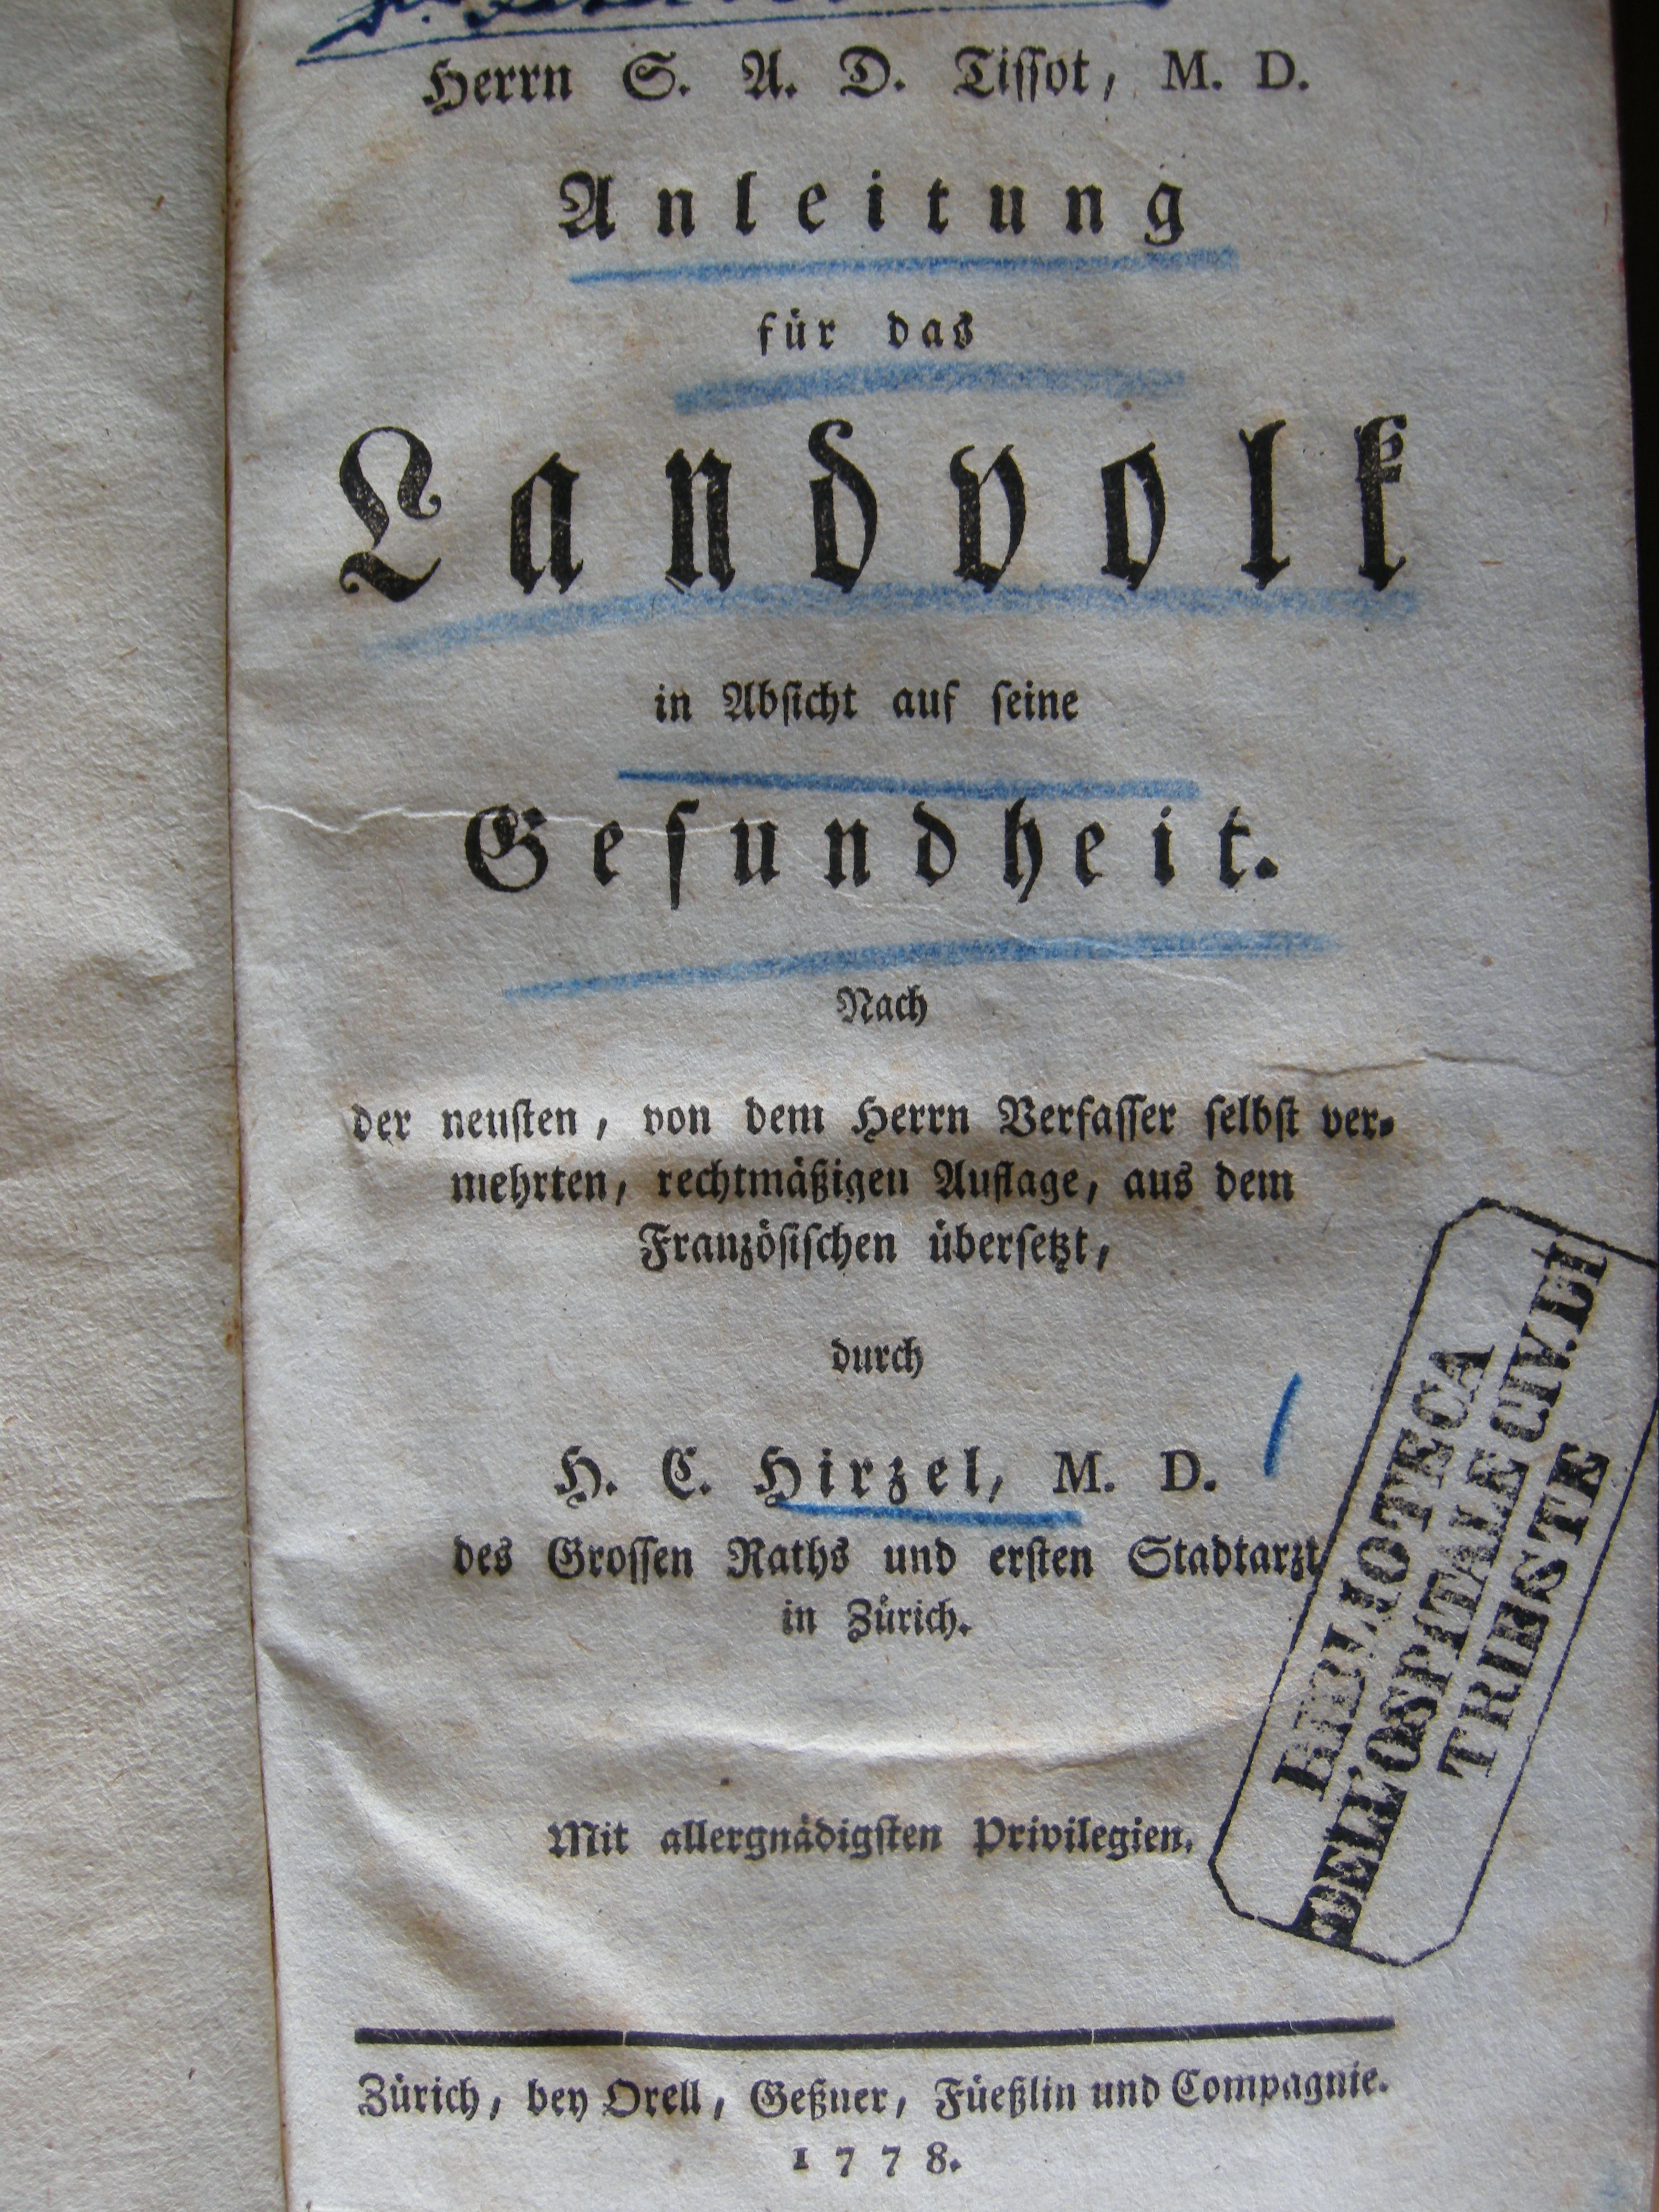 Herrn S. A. D. Tissot, M. D.
Anleitung
für das
Landvolk
in Absicht auf seine
Gesundheit.
Nach
der neusten, von dem Herrn Verfasser selbst ver-
mehrten, rechtmäßigen Auflage, aus dem
Französischen übersetzt,
durch
H. C. Hirzel, M. D.
des Grossen Raths und ersten Stadtarzt
in Zürich.
Mit allergnädigsten Privilegien.
Zürich, bey Orell, Geßner, Füeßlin und Compagnie.
1778.
BIBLIOTECA
DELL'OSPITALE CIV. DI
TRIESTE